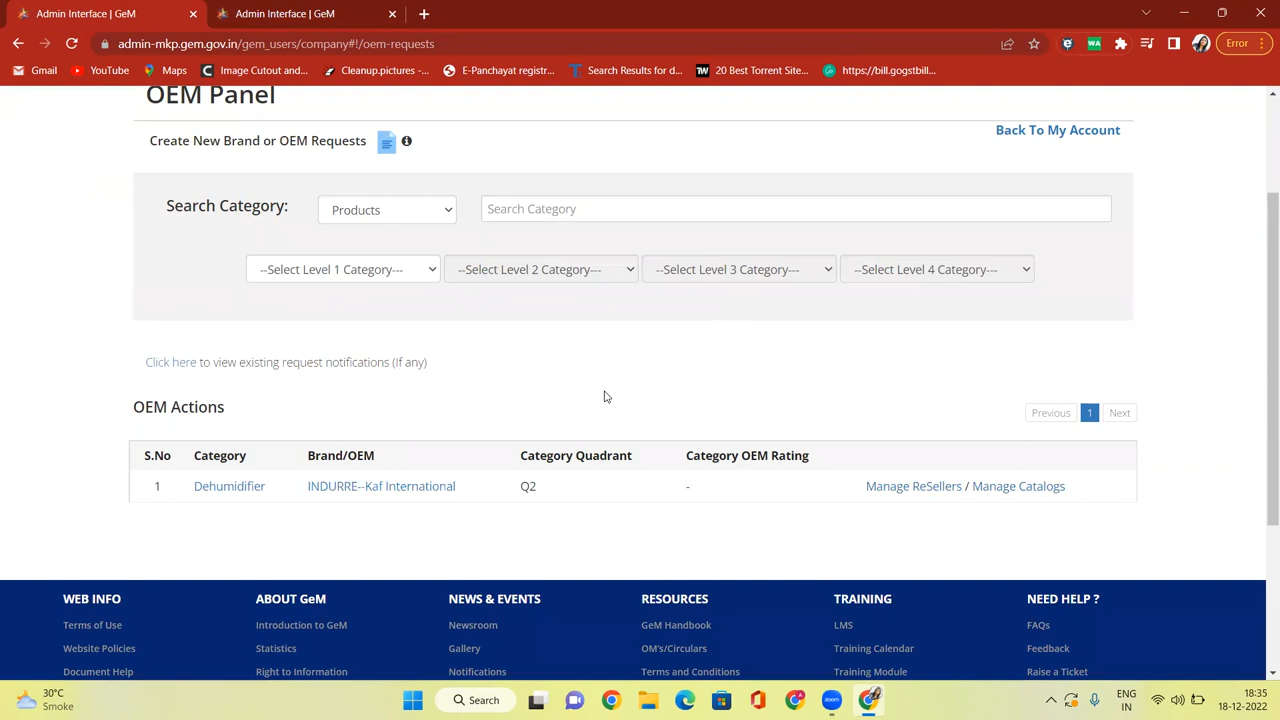 Admin Interface | GeM
Admin Interface | GeM
admin-mkp.gem.gov.in/gem_users/company#!/oem-requests
Error
Gmail
YouTube
Maps
Image Cutout and...
Cleanup.pictures -...
E-Panchayat registr...
Search Results for d...
20 Best Torrent Site...
https://bill.gogstbill...
OEM Panel
Back To My Account
Create New Brand or OEM Requests
Search Category:
Products
Search Category
--Select Level 1 Category---
--Select Level 2 Category---
--Select Level 3 Category---
--Select Level 4 Category---
Click here to view existing request notifications (If any)
OEM Actions
Previous 1 Next
S.No Category Brand/OEM Category Quadrant Category OEM Rating
1 Dehumidifier INDURRE--Kaf International Q2 - Manage ReSellers / Manage Catalogs
WEB INFO ABOUT GeM NEWS & EVENTS RESOURCES TRAINING NEED HELP ?
Terms of Use Introduction to GeM Newsroom GeM Handbook LMS FAQs
Website Policies Statistics Gallery OM's/Circulars Training Calendar Feedback
Document Help Right to Information Notifications Terms and Conditions Training Module Raise a Ticket
30°C
Smoke
Search
zoom
ENG
IN
18:35
18-12-2022